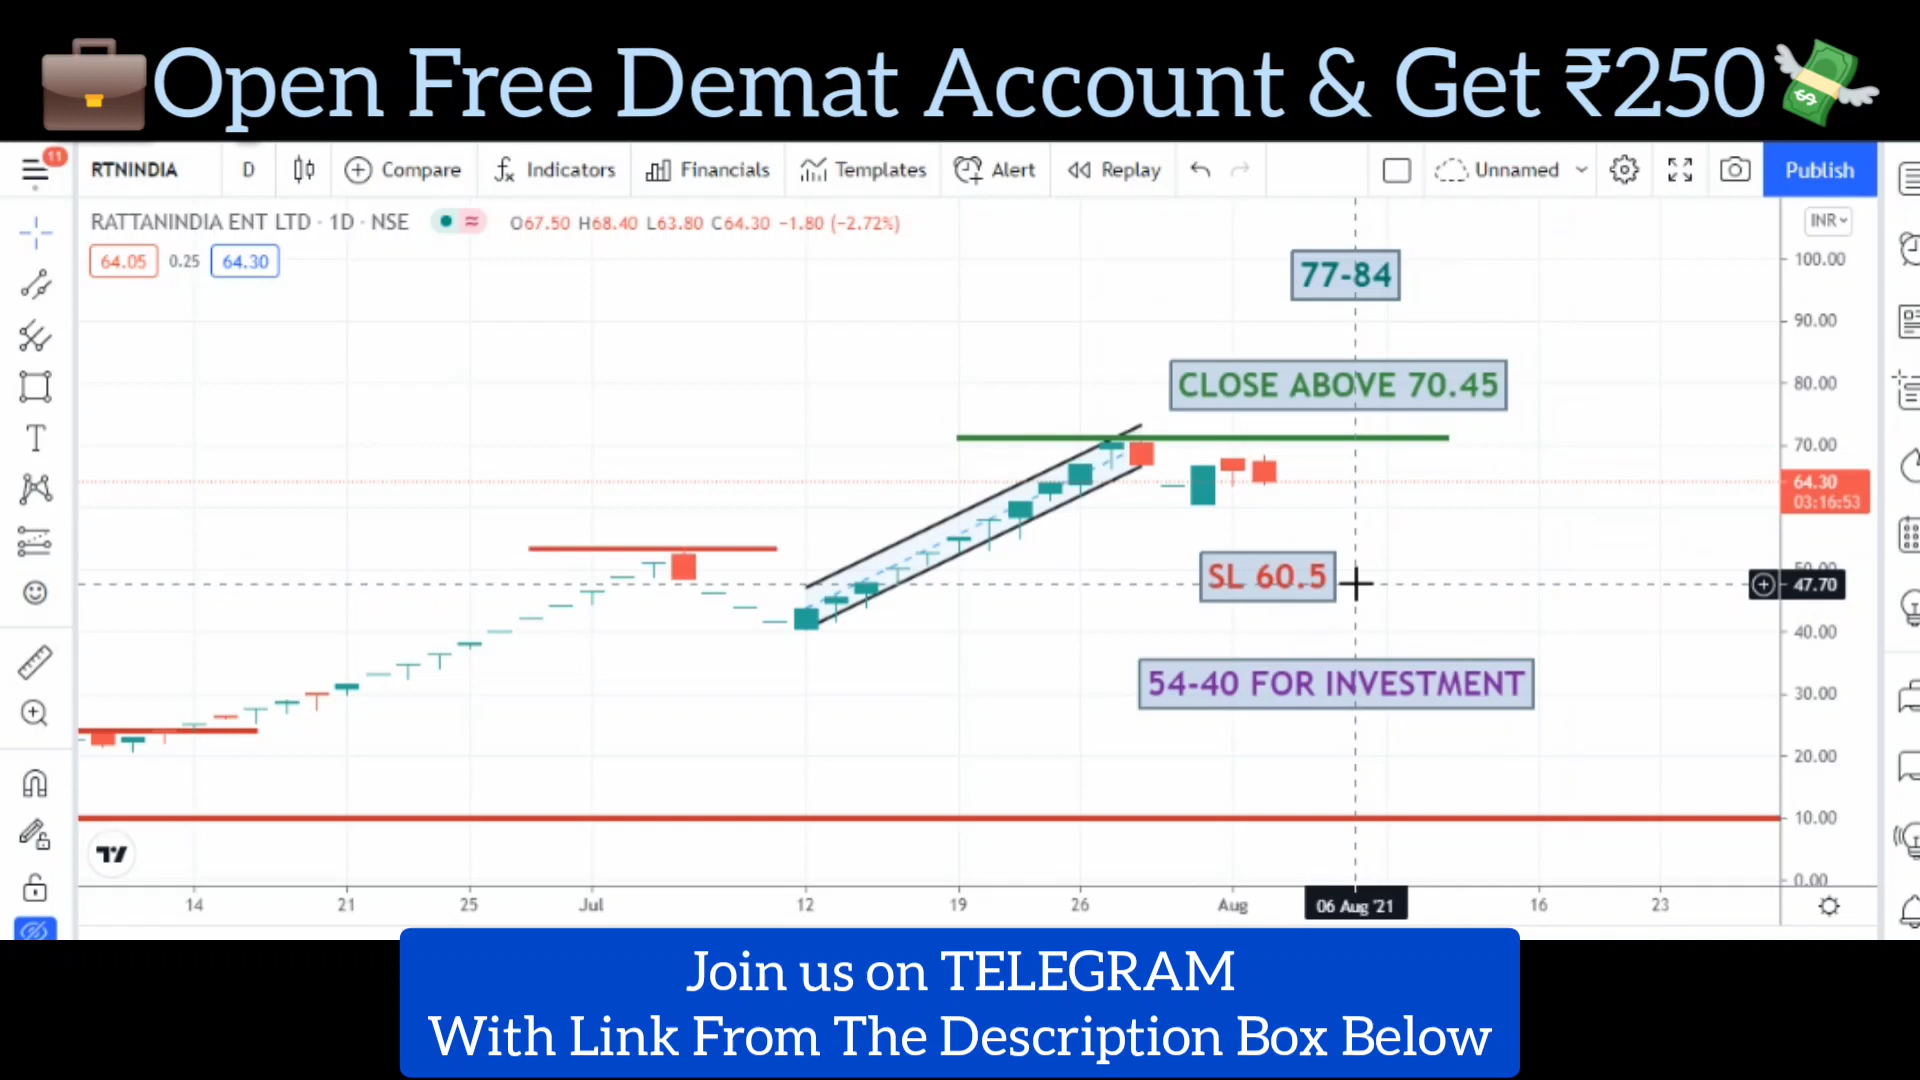 Open Free Demat Account & Get ₹250
11
RTNINDIA D Compare Indicators Financials Templates Alert Replay Unnamed Publish
RATTANINDIA ENT LTD · 1D · NSE O67.50 H68.40 L63.80 C64.30 −1.80 (−2.72%)
INR
64.05 0.25 64.30
77-84
100.00
90.00
CLOSE ABOVE 70.45
80.00
70.00
64.30
03:16:53
50.00
SL 60.5
47.70
40.00
54-40 FOR INVESTMENT
30.00
20.00
10.00
0.00
14 21 25 Jul 12 19 26 Aug 06 Aug '21 16 23
Join us on TELEGRAM
With Link From The Description Box Below